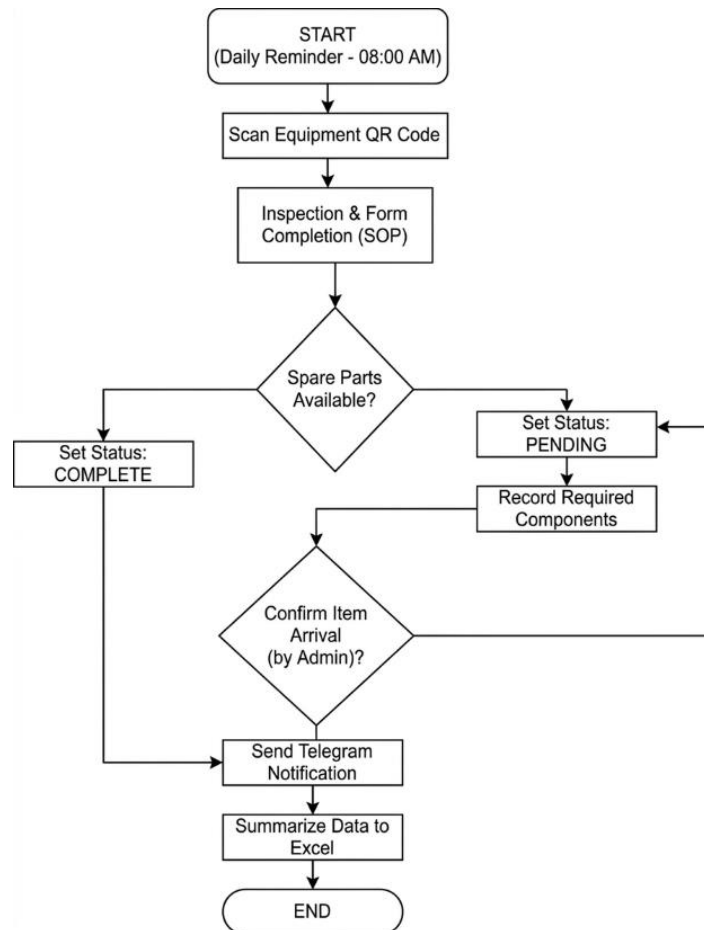 START
(Daily Reminder - 08:00 AM)
Scan Equipment QR Code
Inspection & Form
Completion (SOP)
Spare Parts
Available?
Set Status:
COMPLETE
Set Status:
PENDING
Record Required
Components
Confirm Item
Arrival
(by Admin)?
Send Telegram
Notification
Summarize Data to
Excel
END